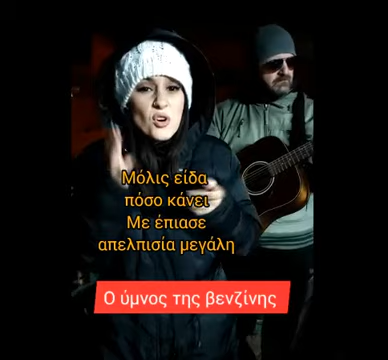 Μόλις είδα
πόσο κάνει
Με έπιασε
απελπισία μεγάλη
Ο ύμνος της βενζίνης